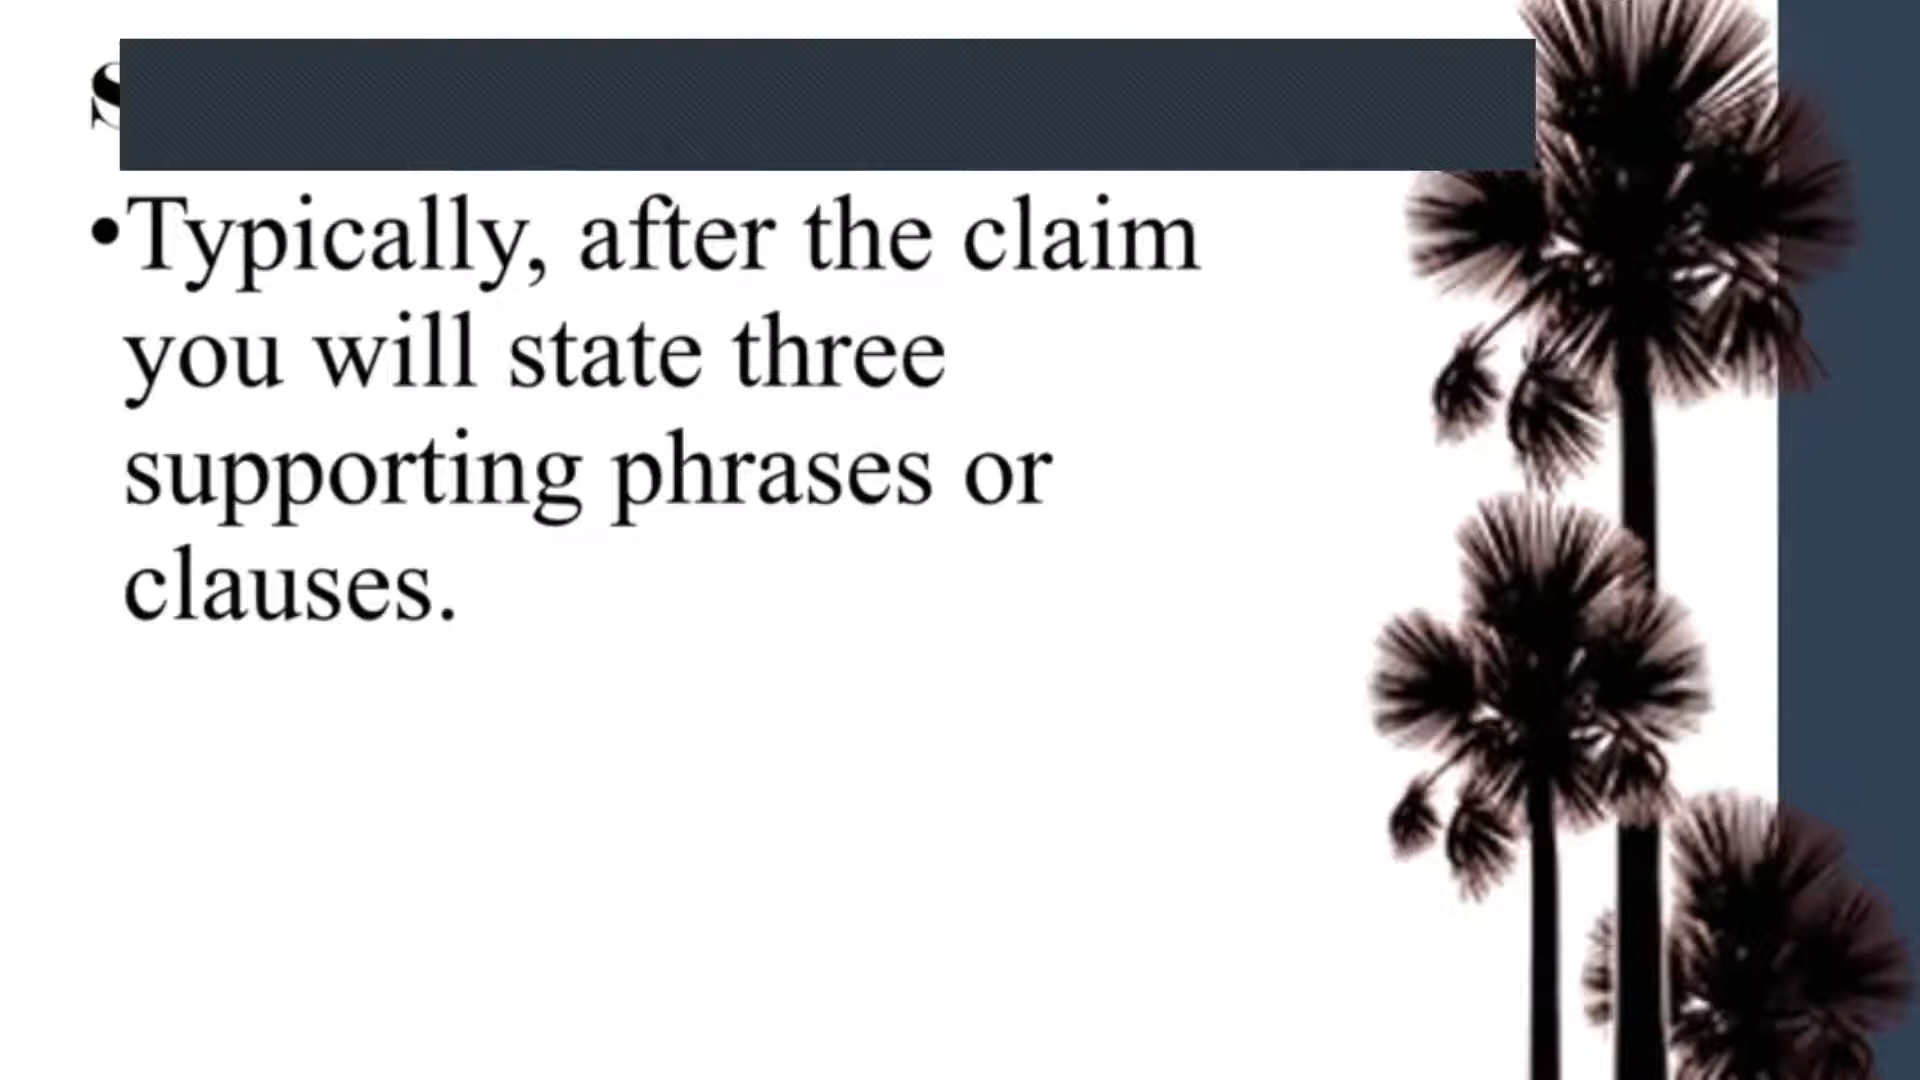 •Typically, after the claim
you will state three
supporting phrases or
clauses.